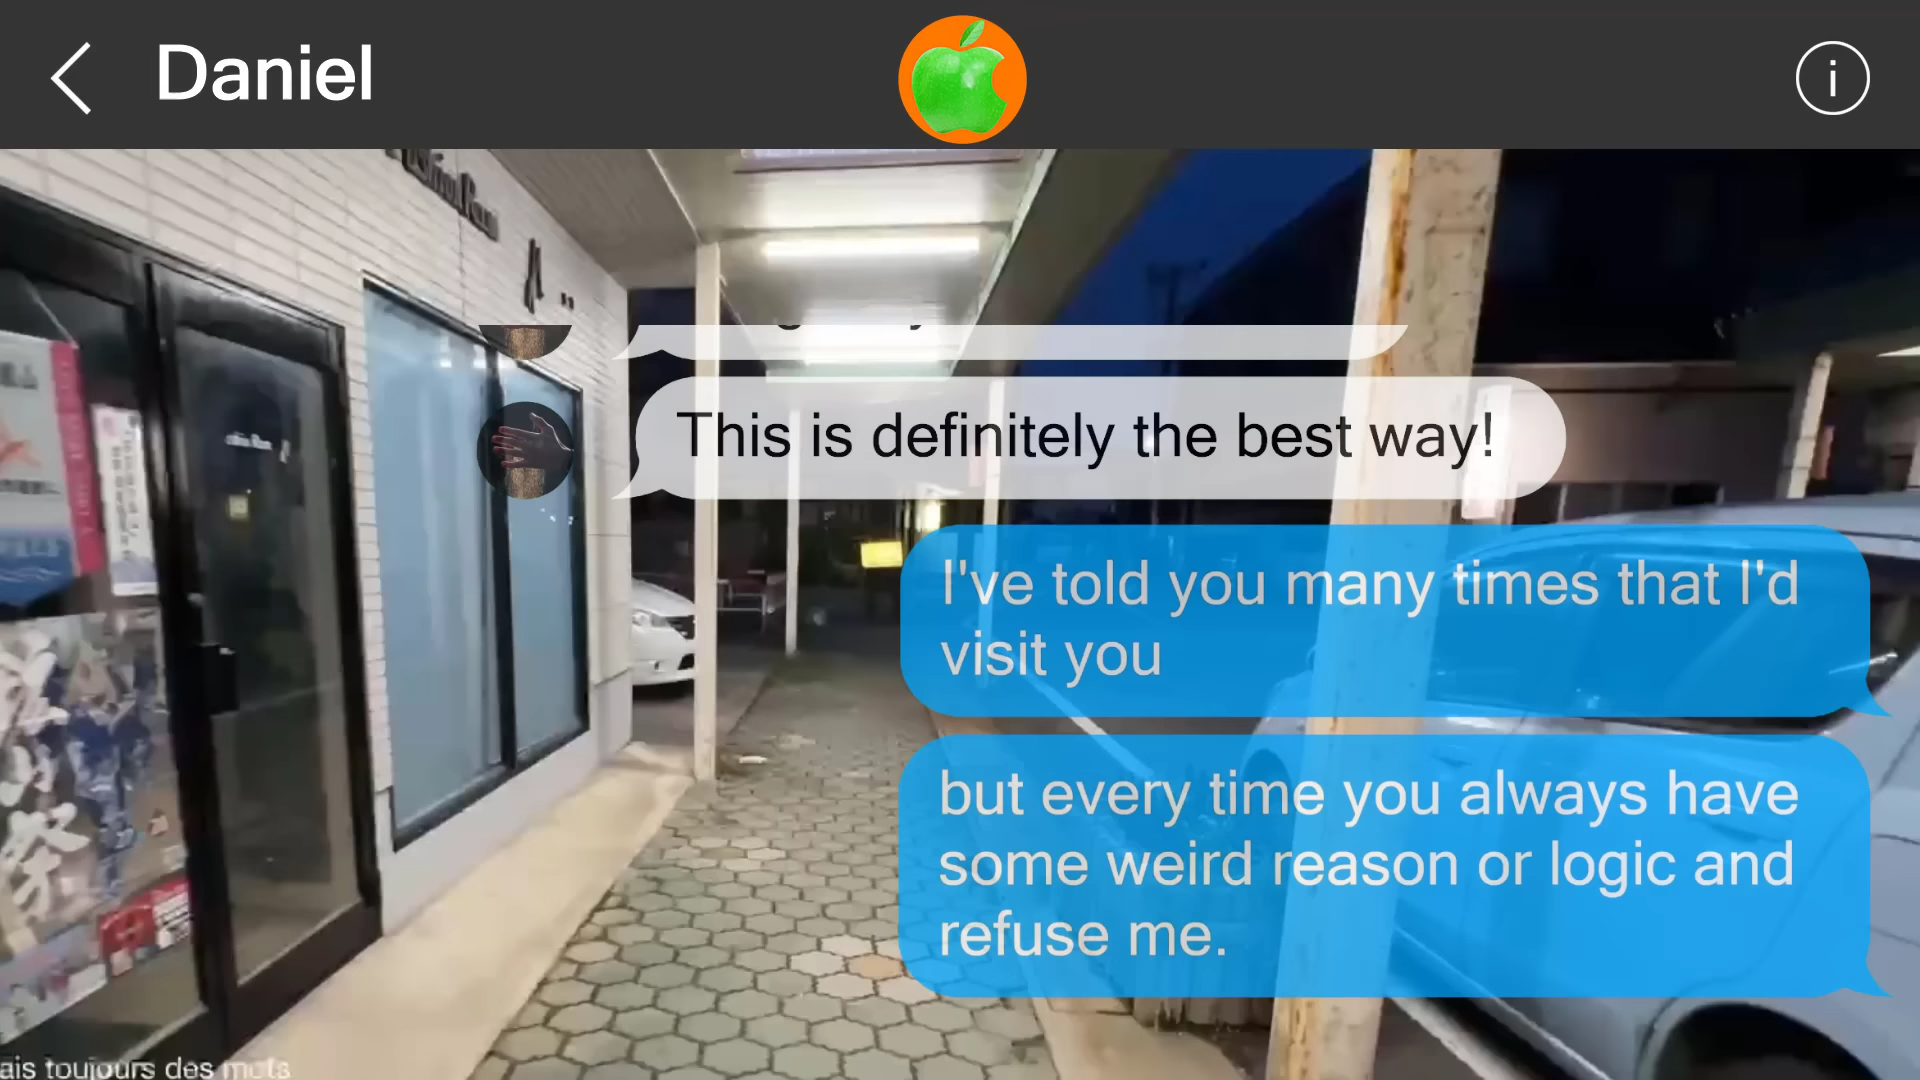 Daniel
This is definitely the best way!
I've told you many times that I'd
visit you
but every time you always have
some weird reason or logic and
refuse me.
ais toujours des mots